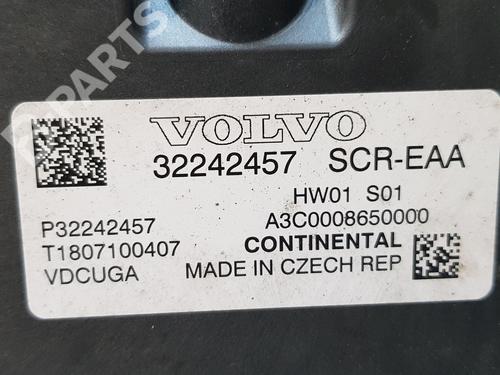 B-PARTS
VOLVO
32242457 SCR-EAA
HW01 S01
P32242457 A3C0008650000
T1807100407 CONTINENTAL
VDCUGA MADE IN CZECH REP